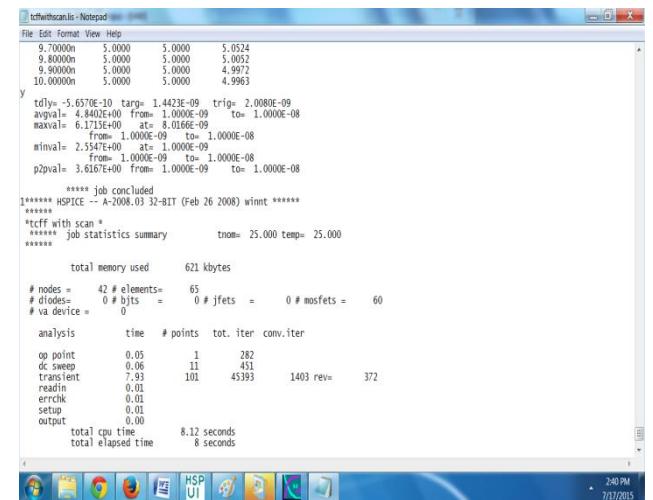 tcffwithscan.lis - Notepad
File Edit Format View Help
9.70000n 5.0000 5.0000 5.0524
9.80000n 5.0000 5.0000 5.0052
9.90000n 5.0000 5.0000 4.9972
10.00000n 5.0000 5.0000 4.9963
y
tdly= -5.6570E-10 targ= 1.4423E-09 trig= 2.0080E-09
avgval= 4.8402E+00 from= 1.0000E-09 to= 1.0000E-08
maxval= 6.1715E+00 at= 8.0166E-09
from= 1.0000E-09 to= 1.0000E-08
minval= 2.5547E+00 at= 1.0000E-09
from= 1.0000E-09 to= 1.0000E-08
p2pval= 3.6167E+00 from= 1.0000E-09 to= 1.0000E-08
***** job concluded
1****** HSPICE -- A-2008.03 32-BIT (Feb 26 2008) winnt ******
******
*tcff with scan *
****** job statistics summary tnom= 25.000 temp= 25.000
******
total memory used 621 kbytes
# nodes = 42 # elements= 65
# diodes= 0 # bjts = 0 # jfets = 0 # mosfets = 60
# va device = 0
analysis time # points tot. iter conv.iter
op point 0.05 1 282
dc sweep 0.06 11 451
transient 7.93 101 45393 1403 rev= 372
readin 0.01
errchk 0.01
setup 0.01
output 0.00
total cpu time 8.12 seconds
total elapsed time 8 seconds
HSP
UI
2:40 PM
7/17/2015